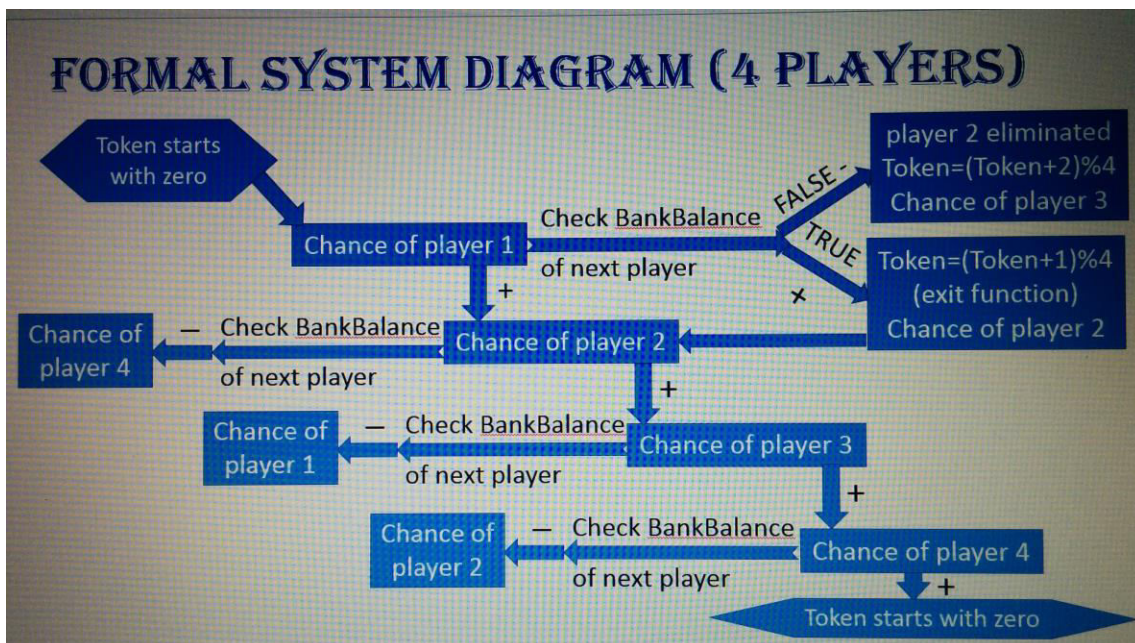 FORMAL SYSTEM DIAGRAM (4 PLAYERS)
Token starts
with zero
player 2 eliminated
Token=(Token+2)%4
Chance of player 3
FALSE -
Check BankBalance
of next player
Chance of player 1
TRUE
+
Token=(Token+1)%4
(exit function)
Chance of player 2
+
Chance of
player 4
— Check BankBalance
of next player
Chance of player 2
+
Chance of
player 1
— Check BankBalance
of next player
Chance of player 3
+
Chance of
player 2
— Check BankBalance
of next player
Chance of player 4
+
Token starts with zero